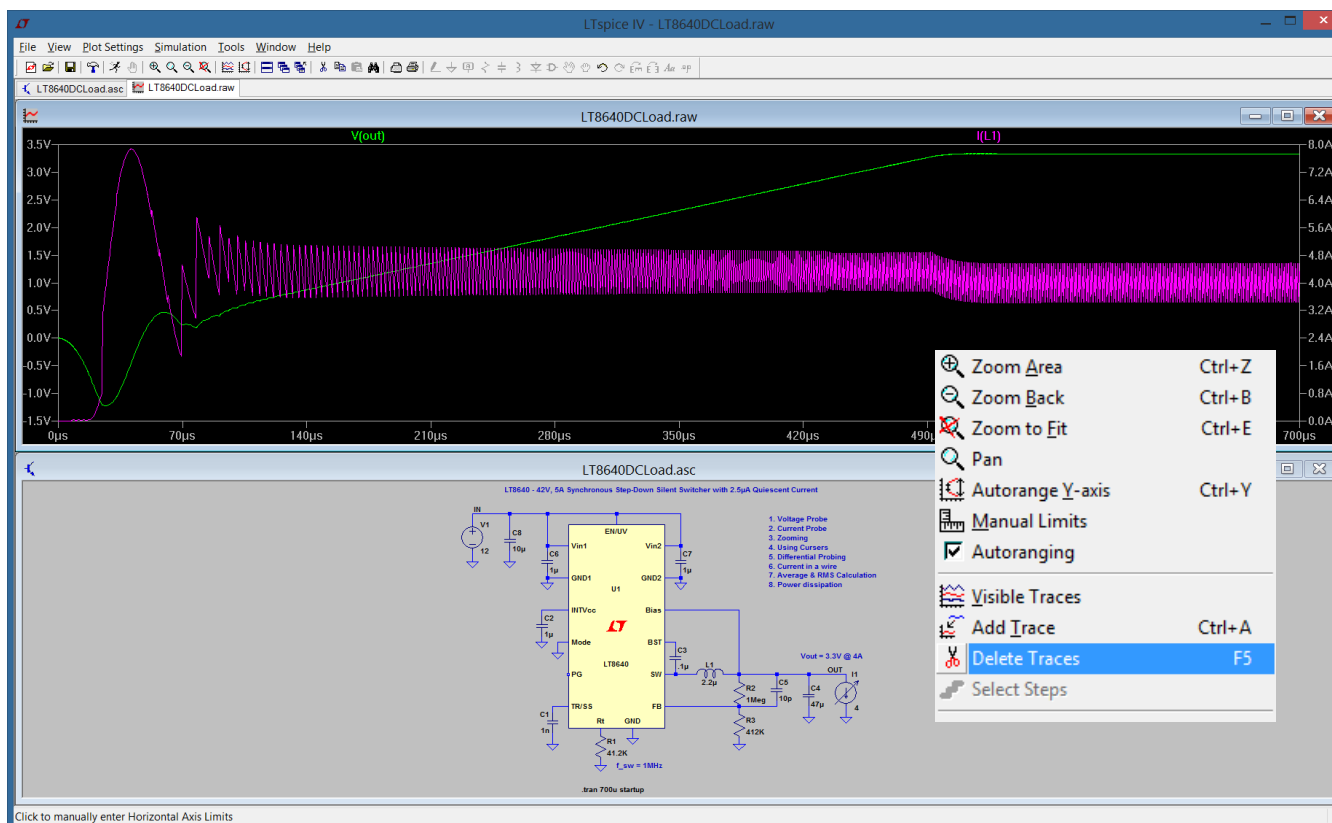 LTspice IV - LT8640DCLoad.raw
File View Plot Settings Simulation Tools Window Help
LT8640DCLoad.asc LT8640DCLoad.raw
LT8640DCLoad.raw
V(out) I(L1)
3.5V 8.0A
3.0V 7.2A
2.5V 6.4A
2.0V 5.6A
1.5V 4.8A
1.0V 4.0A
0.5V 3.2A
0.0V 2.4A
-0.5V 1.6A
-1.0V 0.8A
-1.5V 0.0A
0µs 70µs 140µs 210µs 280µs 350µs 420µs 490µ 700µs
Zoom Area Ctrl+Z
Zoom Back Ctrl+B
Zoom to Fit Ctrl+E
Pan
Autorange Y-axis Ctrl+Y
Manual Limits
Autoranging
Visible Traces
Add Trace Ctrl+A
Delete Traces F5
Select Steps
LT8640DCLoad.asc
LT8640 - 42V, 5A Synchronous Step-Down Silent Switcher with 2.5µA Quiescent Current
IN
V1
12
C8
10µ
C6
1µ
EN/UV
Vin1 Vin2
C7
1µ
GND1 GND2
U1
INTVcc Bias
C2
1µ
LT
Mode BST
C3
.1µ
LT8640
PG SW
L1
2.2µ
TR/SS FB
C1
1n
Rt GND
R1
41.2K
f_sw = 1MHz
R2
1Meg
C5
10p
R3
412K
C4
47µ
Vout = 3.3V @ 4A
OUT
I1
4
1. Voltage Probe
2. Current Probe
3. Zooming
4. Using Cursers
5. Differential Probing
6. Current in a wire
7. Average & RMS Calculation
8. Power dissipation
.tran 700u startup
Click to manually enter Horizontal Axis Limits